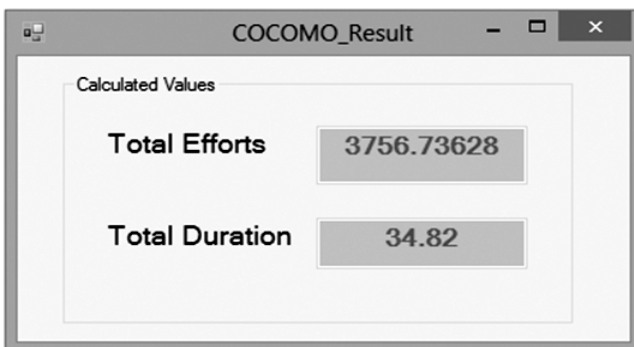 COCOMO_Result
Calculated Values
Total Efforts 3756.73628
Total Duration 34.82